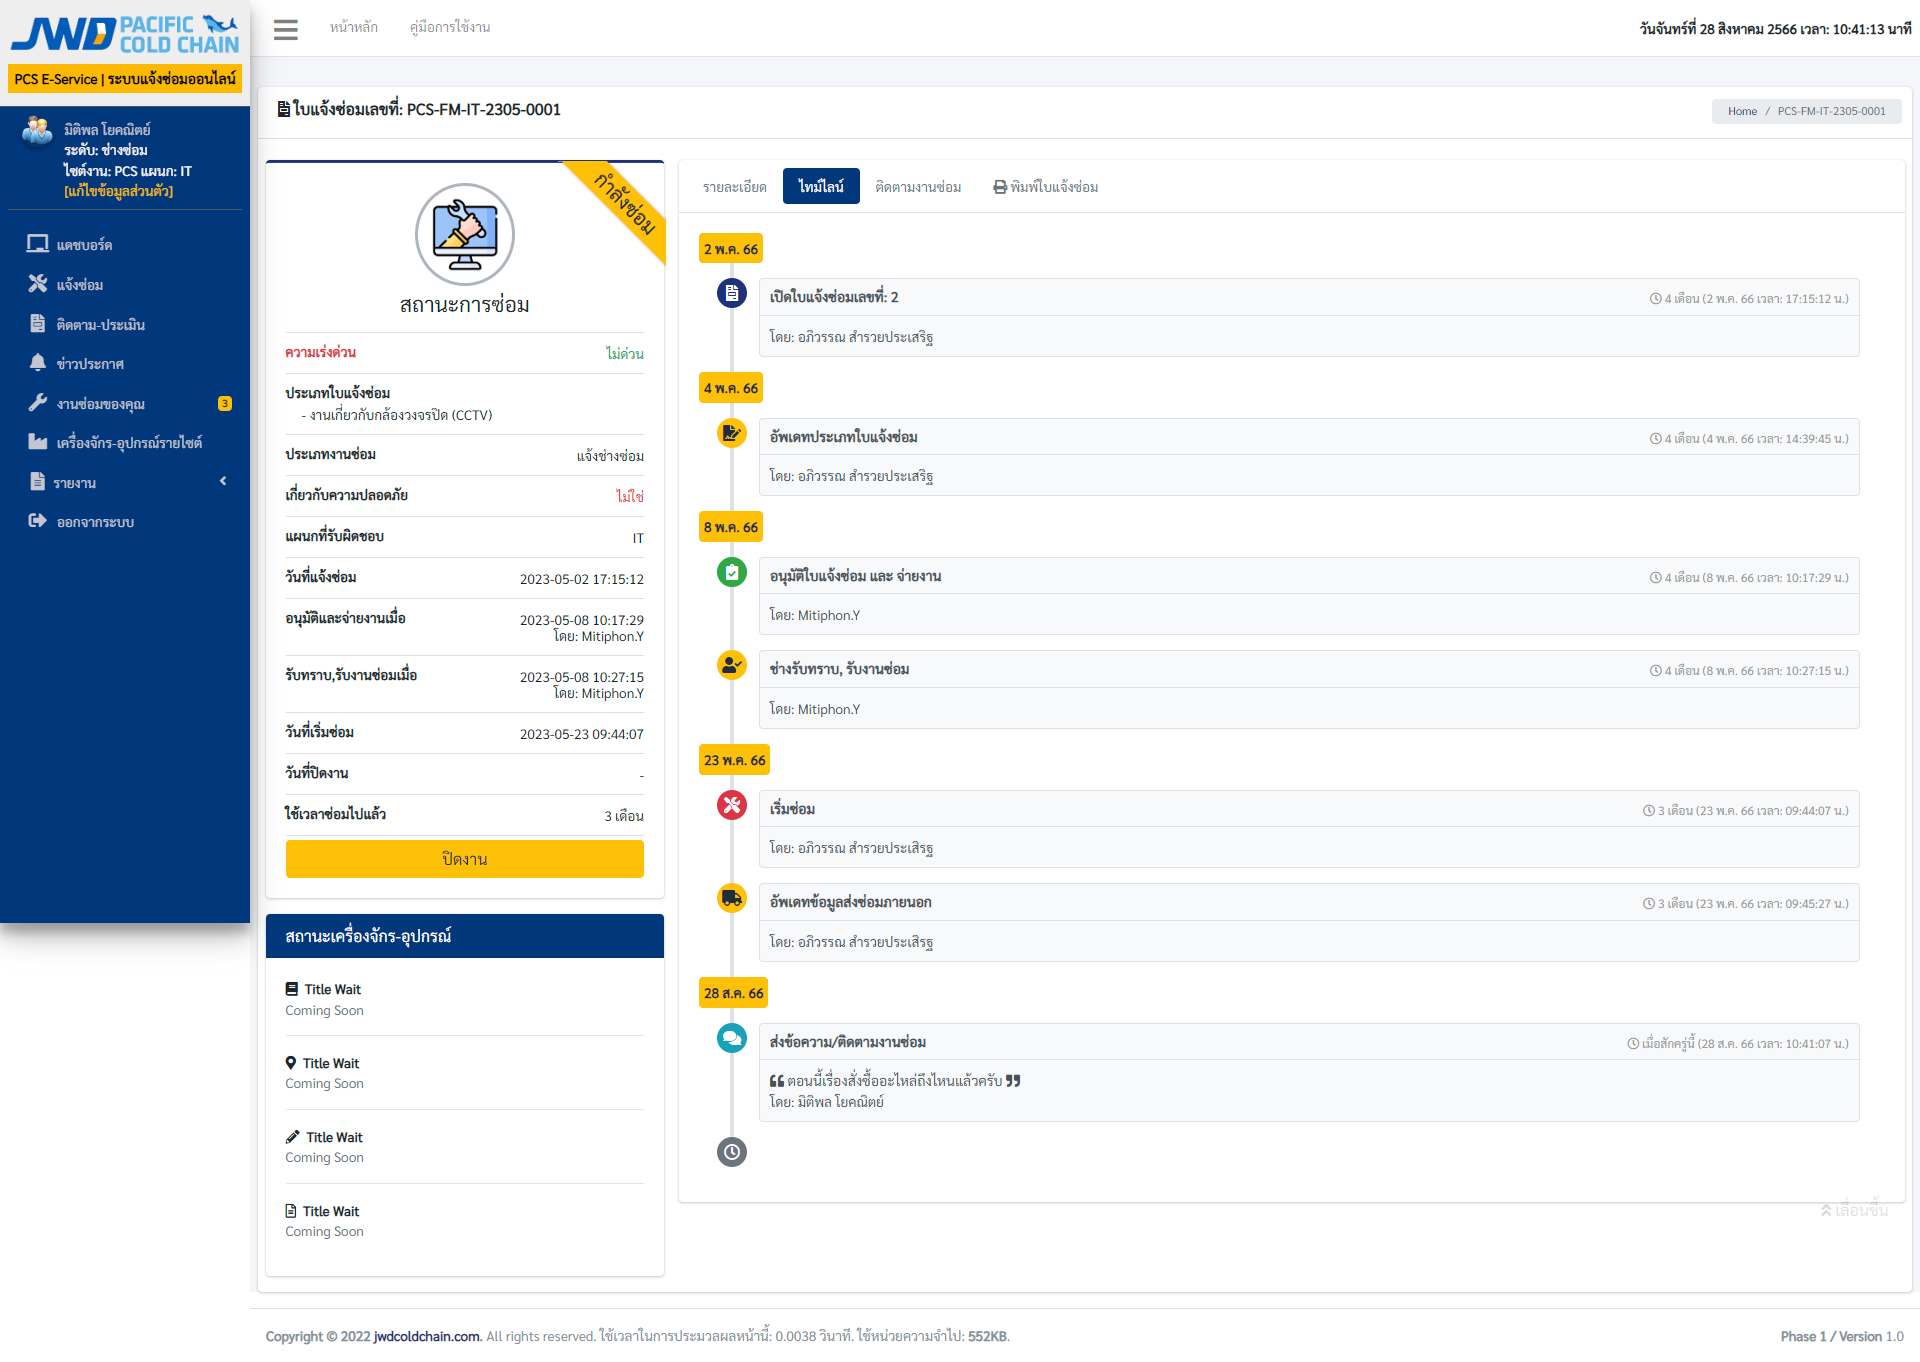 JWD PACIFIC COLD CHAIN
PCS E-Service | ระบบแจ้งซ่อมออนไลน์
มิติพล โยคณิตย์
ระดับ: ช่างซ่อม
ไซต์งาน: PCS แผนก: IT
[แก้ไขข้อมูลส่วนตัว]
แดชบอร์ด
แจ้งซ่อม
ติดตาม-ประเมิน
ข่าวประกาศ
งานซ่อมของคุณ 3
เครื่องจักร-อุปกรณ์รายไซต์
รายงาน
ออกจากระบบ
หน้าหลัก คู่มือการใช้งาน
วันจันทร์ที่ 28 สิงหาคม 2566 เวลา: 10:41:13 นาที
ใบแจ้งซ่อมเลขที่: PCS-FM-IT-2305-0001
Home / PCS-FM-IT-2305-0001
กำลังซ่อม
สถานะการซ่อม
ความเร่งด่วน ไม่ด่วน
ประเภทใบแจ้งซ่อม
- งานเกี่ยวกับกล้องวงจรปิด (CCTV)
ประเภทงานซ่อม แจ้งช่างซ่อม
เกี่ยวกับความปลอดภัย ไม่ใช่
แผนกที่รับผิดชอบ IT
วันที่แจ้งซ่อม 2023-05-02 17:15:12
อนุมัติและจ่ายงานเมื่อ 2023-05-08 10:17:29
โดย: Mitiphon.Y
รับทราบ,รับงานซ่อมเมื่อ 2023-05-08 10:27:15
โดย: Mitiphon.Y
วันที่เริ่มซ่อม 2023-05-23 09:44:07
วันที่ปิดงาน -
ใช้เวลาซ่อมไปแล้ว 3 เดือน
ปิดงาน
สถานะเครื่องจักร-อุปกรณ์
Title Wait
Coming Soon
Title Wait
Coming Soon
Title Wait
Coming Soon
Title Wait
Coming Soon
รายละเอียด ไทม์ไลน์ ติดตามงานซ่อม พิมพ์ใบแจ้งซ่อม
2 พ.ค. 66
เปิดใบแจ้งซ่อมเลขที่: 2 4 เดือน (2 พ.ค. 66 เวลา: 17:15:12 น.)
โดย: อภิวรรณ สำรวยประเสริฐ
4 พ.ค. 66
อัพเดทประเภทใบแจ้งซ่อม 4 เดือน (4 พ.ค. 66 เวลา: 14:39:45 น.)
โดย: อภิวรรณ สำรวยประเสริฐ
8 พ.ค. 66
อนุมัติใบแจ้งซ่อม และ จ่ายงาน 4 เดือน (8 พ.ค. 66 เวลา: 10:17:29 น.)
โดย: Mitiphon.Y
ช่างรับทราบ, รับงานซ่อม 4 เดือน (8 พ.ค. 66 เวลา: 10:27:15 น.)
โดย: Mitiphon.Y
23 พ.ค. 66
เริ่มซ่อม 3 เดือน (23 พ.ค. 66 เวลา: 09:44:07 น.)
โดย: อภิวรรณ สำรวยประเสิรฐ
อัพเดทข้อมูลส่งซ่อมภายนอก 3 เดือน (23 พ.ค. 66 เวลา: 09:45:27 น.)
โดย: อภิวรรณ สำรวยประเสิรฐ
28 ส.ค. 66
ส่งข้อความ/ติดตามงานซ่อม เมื่อสักครู่นี้ (28 ส.ค. 66 เวลา: 10:41:07 น.)
❝ ตอนนี้เรื่องสั่งซื้ออะไหล่ถึงไหนแล้วครับ ❞
โดย: มิติพล โยคณิตย์
เลื่อนขึ้น
Copyright © 2022 jwdcoldchain.com. All rights reserved. ใช้เวลาในการประมวลผลหน้านี้: 0.0038 วินาที. ใช้หน่วยความจำไป: 552KB.
Phase 1 / Version 1.0